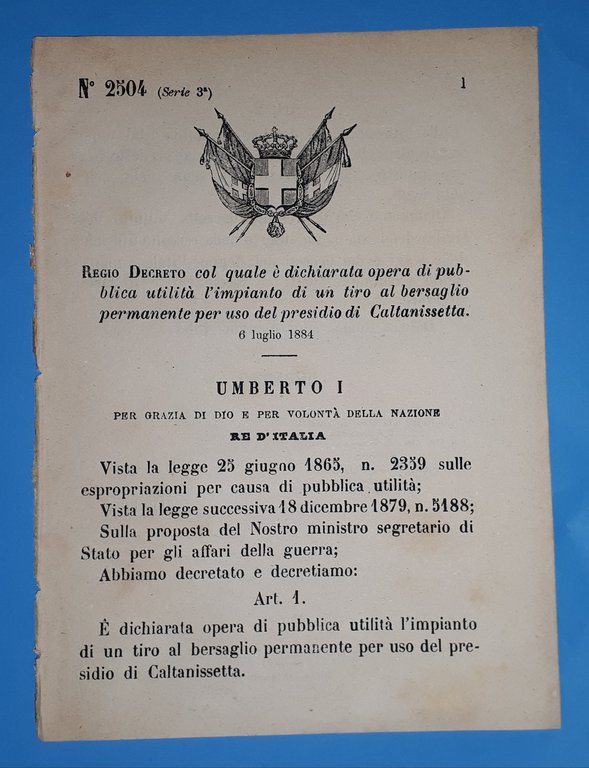 N° 2504 (Serie 3ª)
1
REGIO DECRETO col quale è dichiarata opera di pub-
blica utilità l'impianto di un tiro al bersaglio
permanente per uso del presidio di Caltanissetta.
6 luglio 1884
UMBERTO I
PER GRAZIA DI DIO E PER VOLONTÀ DELLA NAZIONE
RE D'ITALIA
Vista la legge 25 giugno 1865, n. 2359 sulle
espropriazioni per causa di pubblica utilità;
Vista la legge successiva 18 dicembre 1879, n. 5188;
Sulla proposta del Nostro ministro segretario di
Stato per gli affari della guerra;
Abbiamo decretato e decretiamo:
Art. 1.
È dichiarata opera di pubblica utilità l'impianto
di un tiro al bersaglio permanente per uso del pre-
sidio di Caltanissetta.